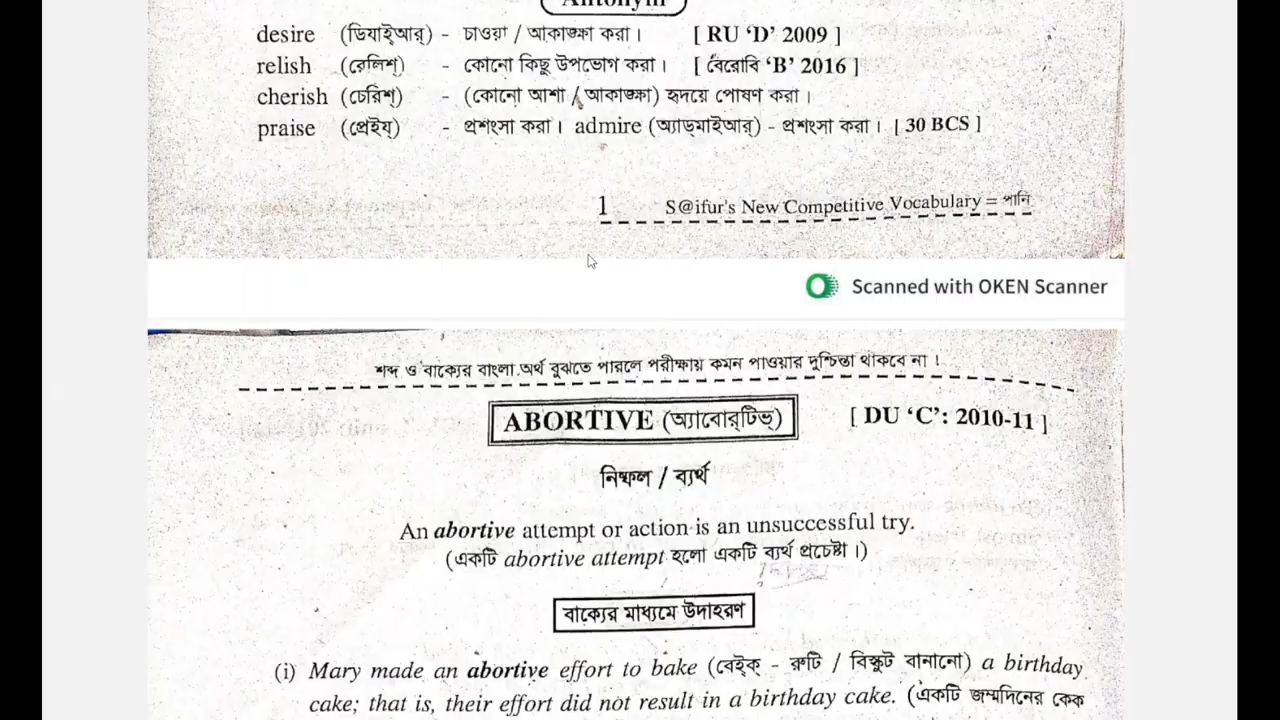 Antonym
desire (ডিযাইআর্) - চাওয়া / আকাঙ্ক্ষা করা। [ RU ‘D’ 2009 ]
relish (রেলিশ্) - কোনো কিছু উপভোগ করা। [ বেরোবি ‘B’ 2016 ]
cherish (চেরিশ্) - (কোনো আশা / আকাঙ্ক্ষা) হৃদয়ে পোষণ করা।
praise (প্রেইয্) - প্রশংসা করা। admire (অ্যাড্‌মাইআর্) - প্রশংসা করা। [ 30 BCS ]
1 S@ifur's New Competitive Vocabulary = পানি
Scanned with OKEN Scanner
শব্দ ও বাক্যের বাংলা অর্থ বুঝতে পারলে পরীক্ষায় কমন পাওয়ার দুশ্চিন্তা থাকবে না !
ABORTIVE (অ্যাবোর্‌টিভ্) [ DU ‘C’: 2010-11 ]
নিষ্ফল / ব্যর্থ
An abortive attempt or action is an unsuccessful try.
(একটি abortive attempt হলো একটি ব্যর্থ প্রচেষ্টা।)
বাক্যের মাধ্যমে উদাহরণ
(i) Mary made an abortive effort to bake (বেইক্ - রুটি / বিস্কুট বানানো) a birthday
cake; that is, their effort did not result in a birthday cake. (একটি জন্মদিনের কেক